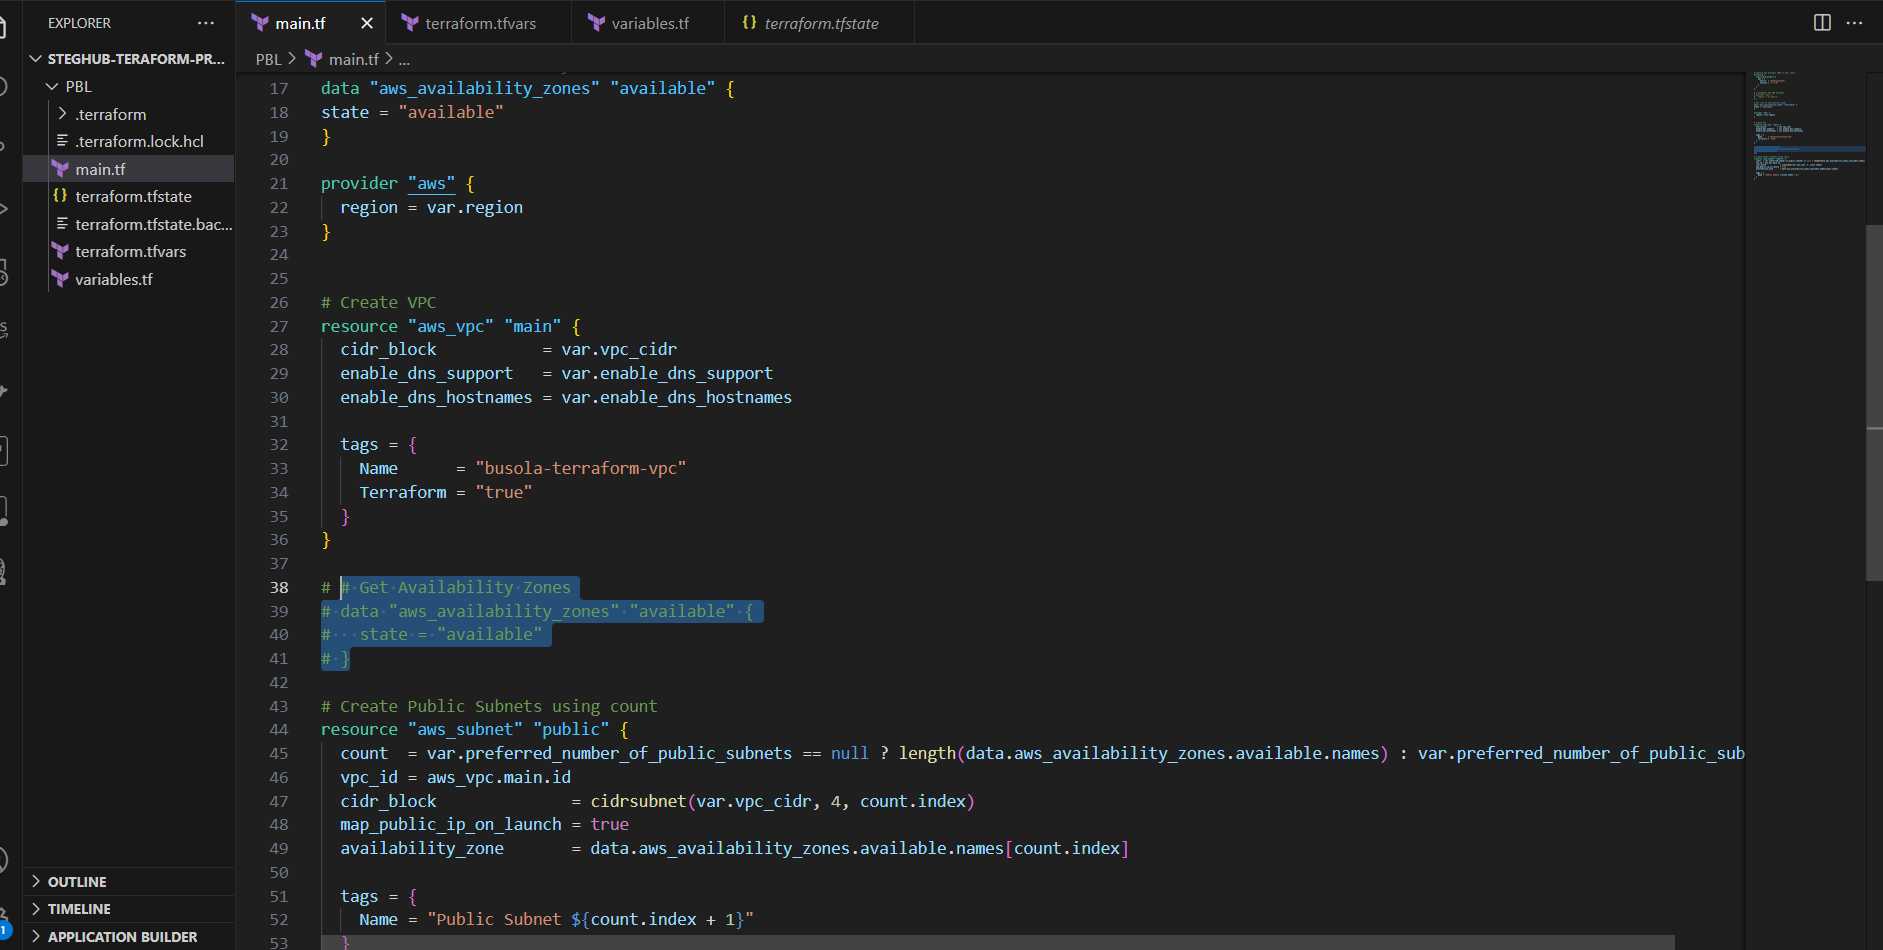 EXPLORER
STEGHUB-TERAFORM-PR...
PBL
.terraform
.terraform.lock.hcl
main.tf
terraform.tfstate
terraform.tfstate.bac...
terraform.tfvars
variables.tf
OUTLINE
TIMELINE
APPLICATION BUILDER
1
main.tf
terraform.tfvars
variables.tf
terraform.tfstate
PBL > main.tf > ...
17 data "aws_availability_zones" "available" {
18 state = "available"
19 }
20
21 provider "aws" {
22   region = var.region
23 }
24
25
26 # Create VPC
27 resource "aws_vpc" "main" {
28   cidr_block           = var.vpc_cidr
29   enable_dns_support   = var.enable_dns_support
30   enable_dns_hostnames = var.enable_dns_hostnames
31
32   tags = {
33     Name      = "busola-terraform-vpc"
34     Terraform = "true"
35   }
36 }
37
38 # # Get Availability Zones
39 # data "aws_availability_zones" "available" {
40 #   state = "available"
41 # }
42
43 # Create Public Subnets using count
44 resource "aws_subnet" "public" {
45   count  = var.preferred_number_of_public_subnets == null ? length(data.aws_availability_zones.available.names) : var.preferred_number_of_public_sub
46   vpc_id = aws_vpc.main.id
47   cidr_block              = cidrsubnet(var.vpc_cidr, 4, count.index)
48   map_public_ip_on_launch = true
49   availability_zone       = data.aws_availability_zones.available.names[count.index]
50
51   tags = {
52     Name = "Public Subnet ${count.index + 1}"
53   }